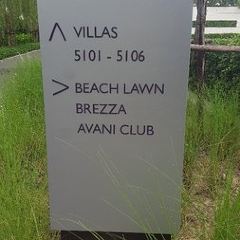 VILLAS
5101 - 5106
BEACH LAWN
BREZZA
AVANI CLUB